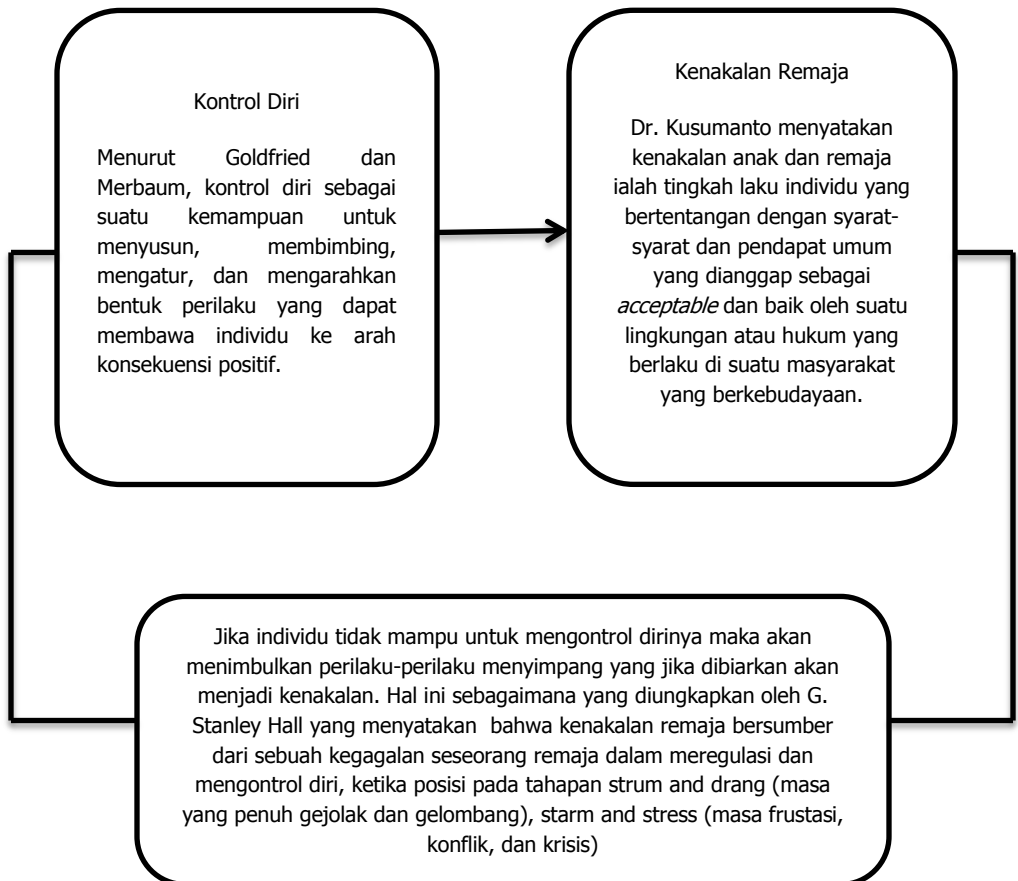 Kontrol Diri
Menurut Goldfried dan
Merbaum, kontrol diri sebagai
suatu kemampuan untuk
menyusun, membimbing,
mengatur, dan mengarahkan
bentuk perilaku yang dapat
membawa individu ke arah
konsekuensi positif.
Kenakalan Remaja
Dr. Kusumanto menyatakan
kenakalan anak dan remaja
ialah tingkah laku individu yang
bertentangan dengan syarat-
syarat dan pendapat umum
yang dianggap sebagai
acceptable dan baik oleh suatu
lingkungan atau hukum yang
berlaku di suatu masyarakat
yang berkebudayaan.
Jika individu tidak mampu untuk mengontrol dirinya maka akan
menimbulkan perilaku-perilaku menyimpang yang jika dibiarkan akan
menjadi kenakalan. Hal ini sebagaimana yang diungkapkan oleh G.
Stanley Hall yang menyatakan bahwa kenakalan remaja bersumber
dari sebuah kegagalan seseorang remaja dalam meregulasi dan
mengontrol diri, ketika posisi pada tahapan strum and drang (masa
yang penuh gejolak dan gelombang), starm and stress (masa frustasi,
konflik, dan krisis)